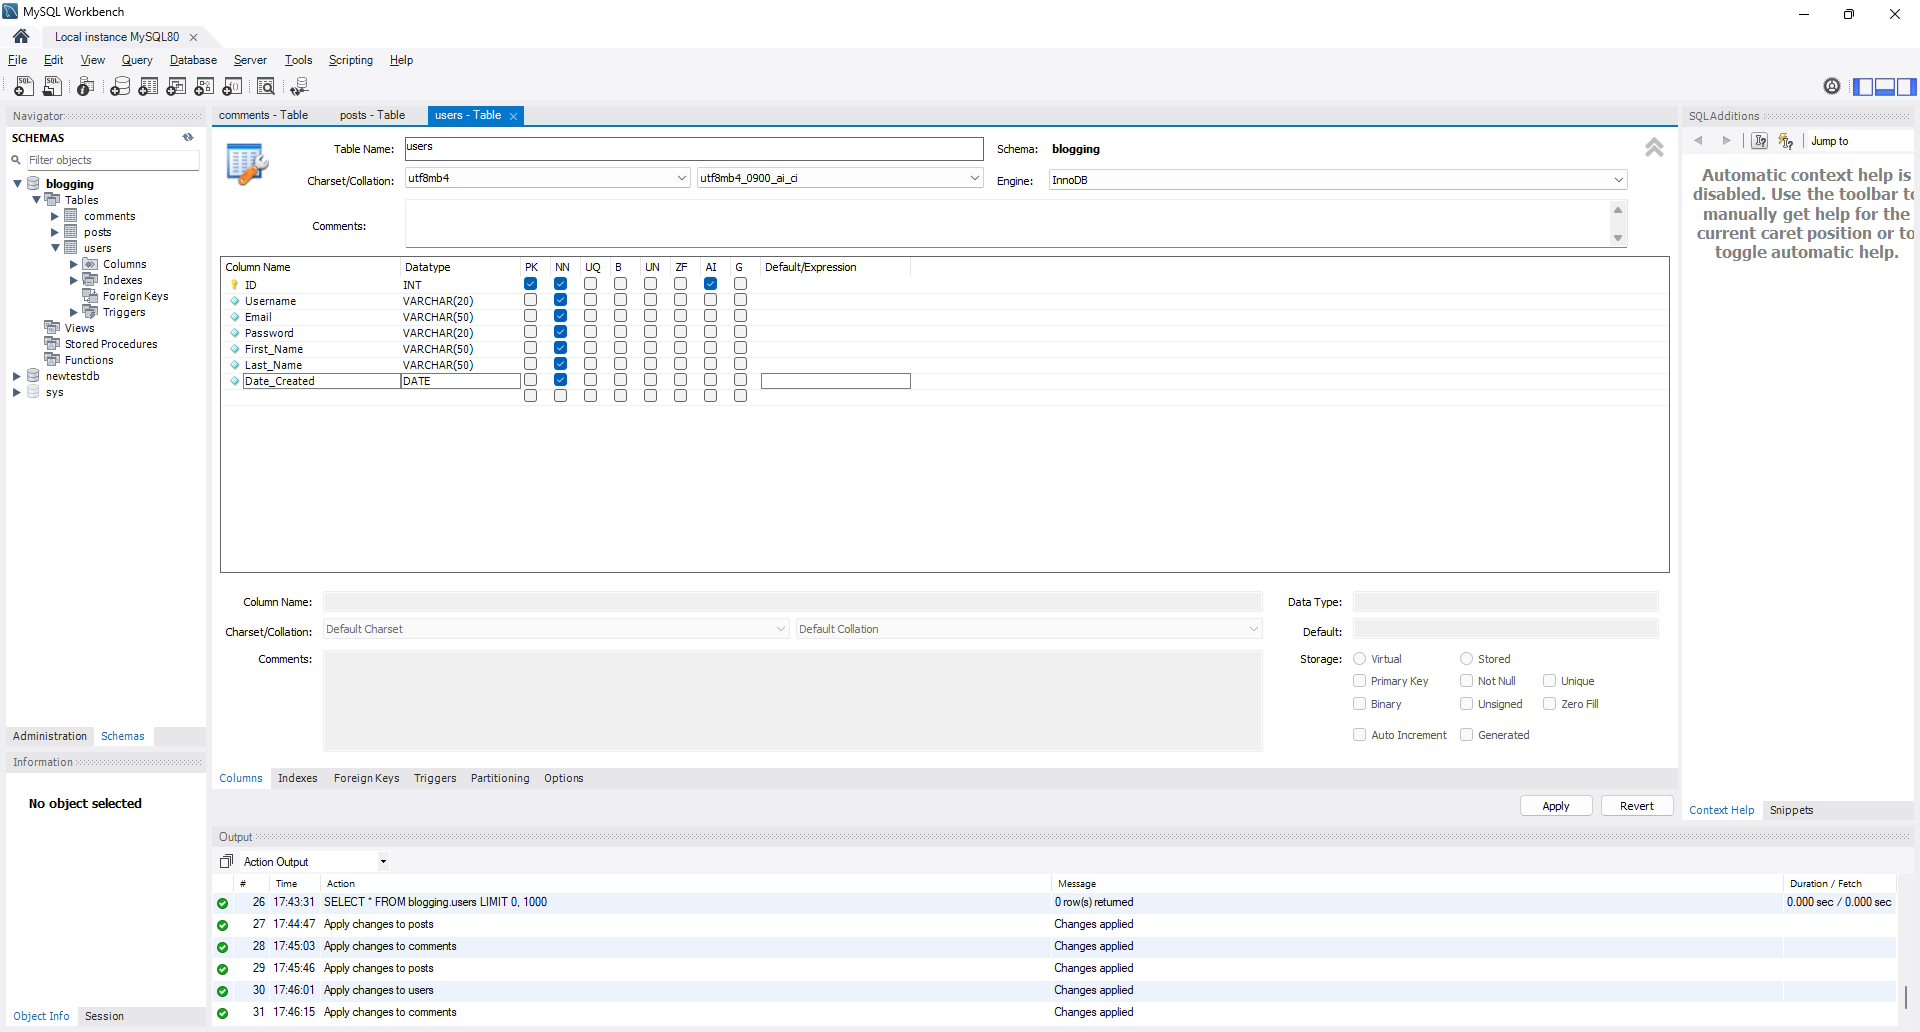 MySQL Workbench
Local instance MySQL80
File Edit View Query Database Server Tools Scripting Help
Navigator
SCHEMAS
Filter objects
blogging
Tables
comments
posts
users
Columns
Indexes
Foreign Keys
Triggers
Views
Stored Procedures
Functions
newtestdb
sys
Administration Schemas
Information
No object selected
Object Info Session
comments - Table posts - Table users - Table
Table Name: users Schema: blogging
Charset/Collation: utf8mb4 utf8mb4_0900_ai_ci Engine: InnoDB
Comments:
Column Name Datatype PK NN UQ B UN ZF AI G Default/Expression
ID INT
Username VARCHAR(20)
Email VARCHAR(50)
Password VARCHAR(20)
First_Name VARCHAR(50)
Last_Name VARCHAR(50)
Date_Created DATE
Column Name: Data Type:
Charset/Collation: Default Charset Default Collation Default:
Comments: Storage: Virtual Stored
Primary Key Not Null Unique
Binary Unsigned Zero Fill
Auto Increment Generated
Columns Indexes Foreign Keys Triggers Partitioning Options
Apply Revert
SQLAdditions
Jump to
Automatic context help is
disabled. Use the toolbar to
manually get help for the
current caret position or to
toggle automatic help.
Context Help Snippets
Output
Action Output
# Time Action Message Duration / Fetch
26 17:43:31 SELECT * FROM blogging.users LIMIT 0, 1000 0 row(s) returned 0.000 sec / 0.000 sec
27 17:44:47 Apply changes to posts Changes applied
28 17:45:03 Apply changes to comments Changes applied
29 17:45:46 Apply changes to posts Changes applied
30 17:46:01 Apply changes to users Changes applied
31 17:46:15 Apply changes to comments Changes applied